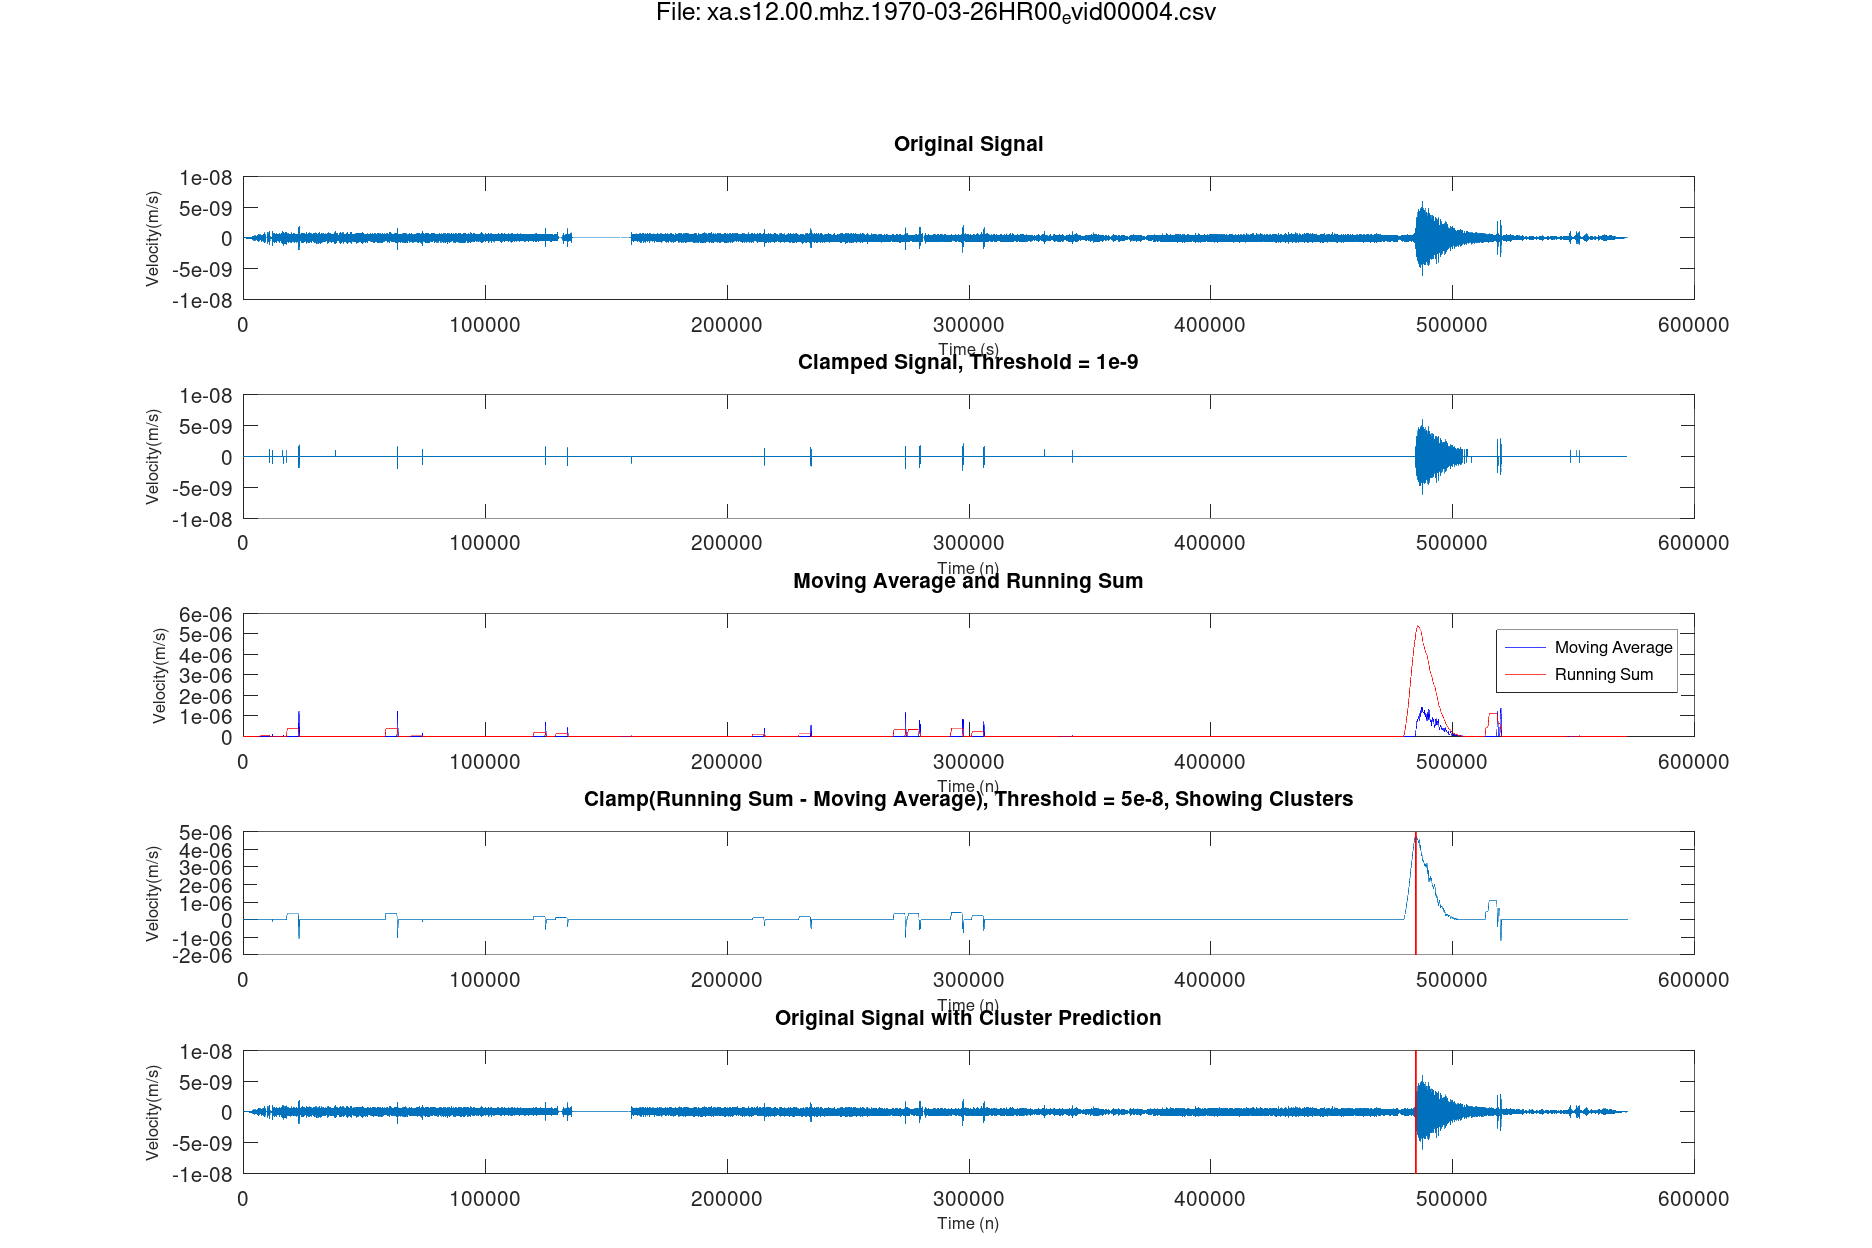 File: xa.s12.00.mhz.1970-03-26HR00evid00004.csv
Original Signal
Velocity(m/s)
1e-08
5e-09
0
-5e-09
-1e-08
0 100000 200000 300000 400000 500000 600000
Time (s)
Clamped Signal, Threshold = 1e-9
Velocity(m/s)
1e-08
5e-09
0
-5e-09
-1e-08
0 100000 200000 300000 400000 500000 600000
Time (n)
Moving Average and Running Sum
Velocity(m/s)
6e-06
5e-06
4e-06
3e-06
2e-06
1e-06
0
Moving Average
Running Sum
0 100000 200000 300000 400000 500000 600000
Time (n)
Clamp(Running Sum - Moving Average), Threshold = 5e-8, Showing Clusters
Velocity(m/s)
5e-06
4e-06
3e-06
2e-06
1e-06
0
-1e-06
-2e-06
0 100000 200000 300000 400000 500000 600000
Time (n)
Original Signal with Cluster Prediction
Velocity(m/s)
1e-08
5e-09
0
-5e-09
-1e-08
0 100000 200000 300000 400000 500000 600000
Time (n)